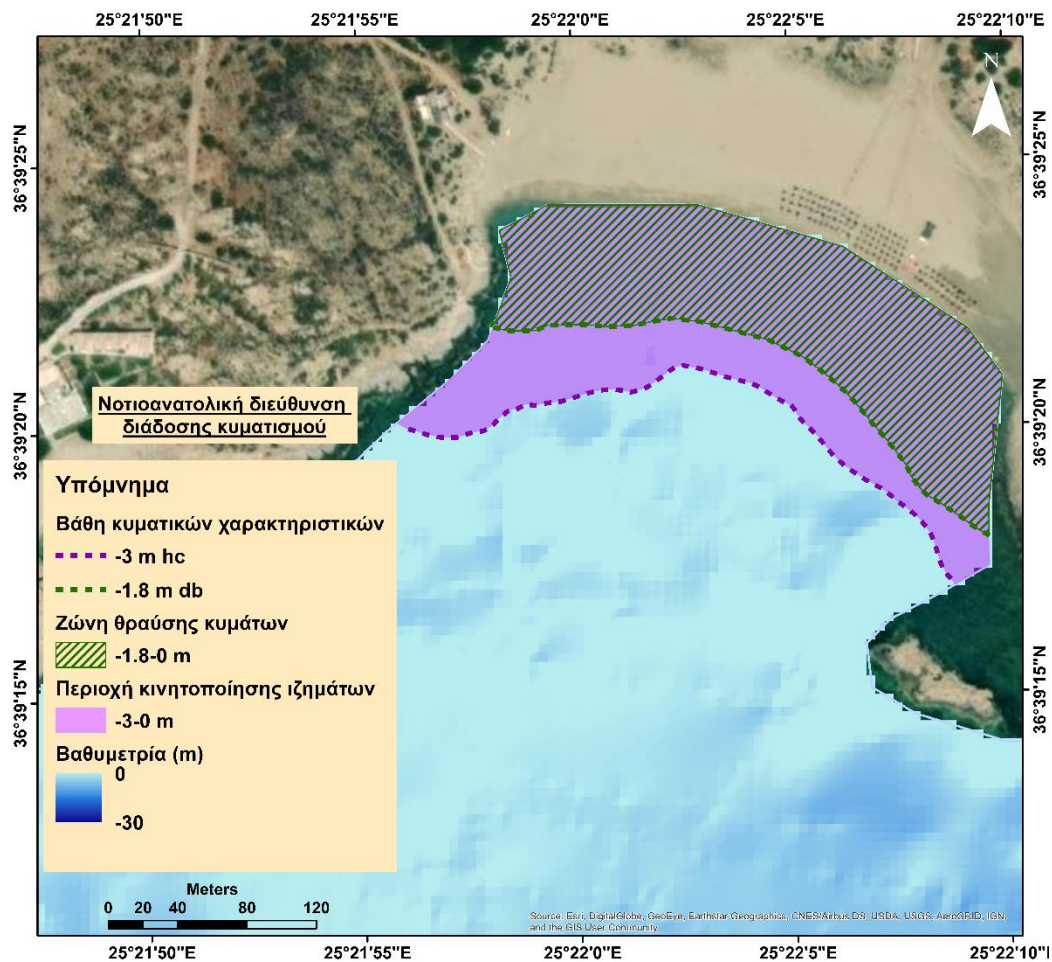 25°21'50"E 25°21'55"E 25°22'0"E 25°22'5"E 25°22'10"E
N
36°39'25"N 36°39'25"N
36°39'20"N 36°39'20"N
Νοτιοανατολική διεύθυνση
διάδοσης κυματισμού
36°39'15"N 36°39'15"N
Υπόμνημα
Βάθη κυματικών χαρακτηριστικών
-3 m hc
-1.8 m db
Ζώνη θραύσης κυμάτων
-1.8-0 m
Περιοχή κινητοποίησης ιζημάτων
-3-0 m
Βαθυμετρία (m)
0
-30
Meters
0 20 40 80 120
Source: Esri, DigitalGlobe, GeoEye, Earthstar Geographics, CNES/Airbus DS, USDA, USGS, AeroGRID, IGN,
and the GIS User Community
25°21'50"E 25°21'55"E 25°22'0"E 25°22'5"E 25°22'10"E